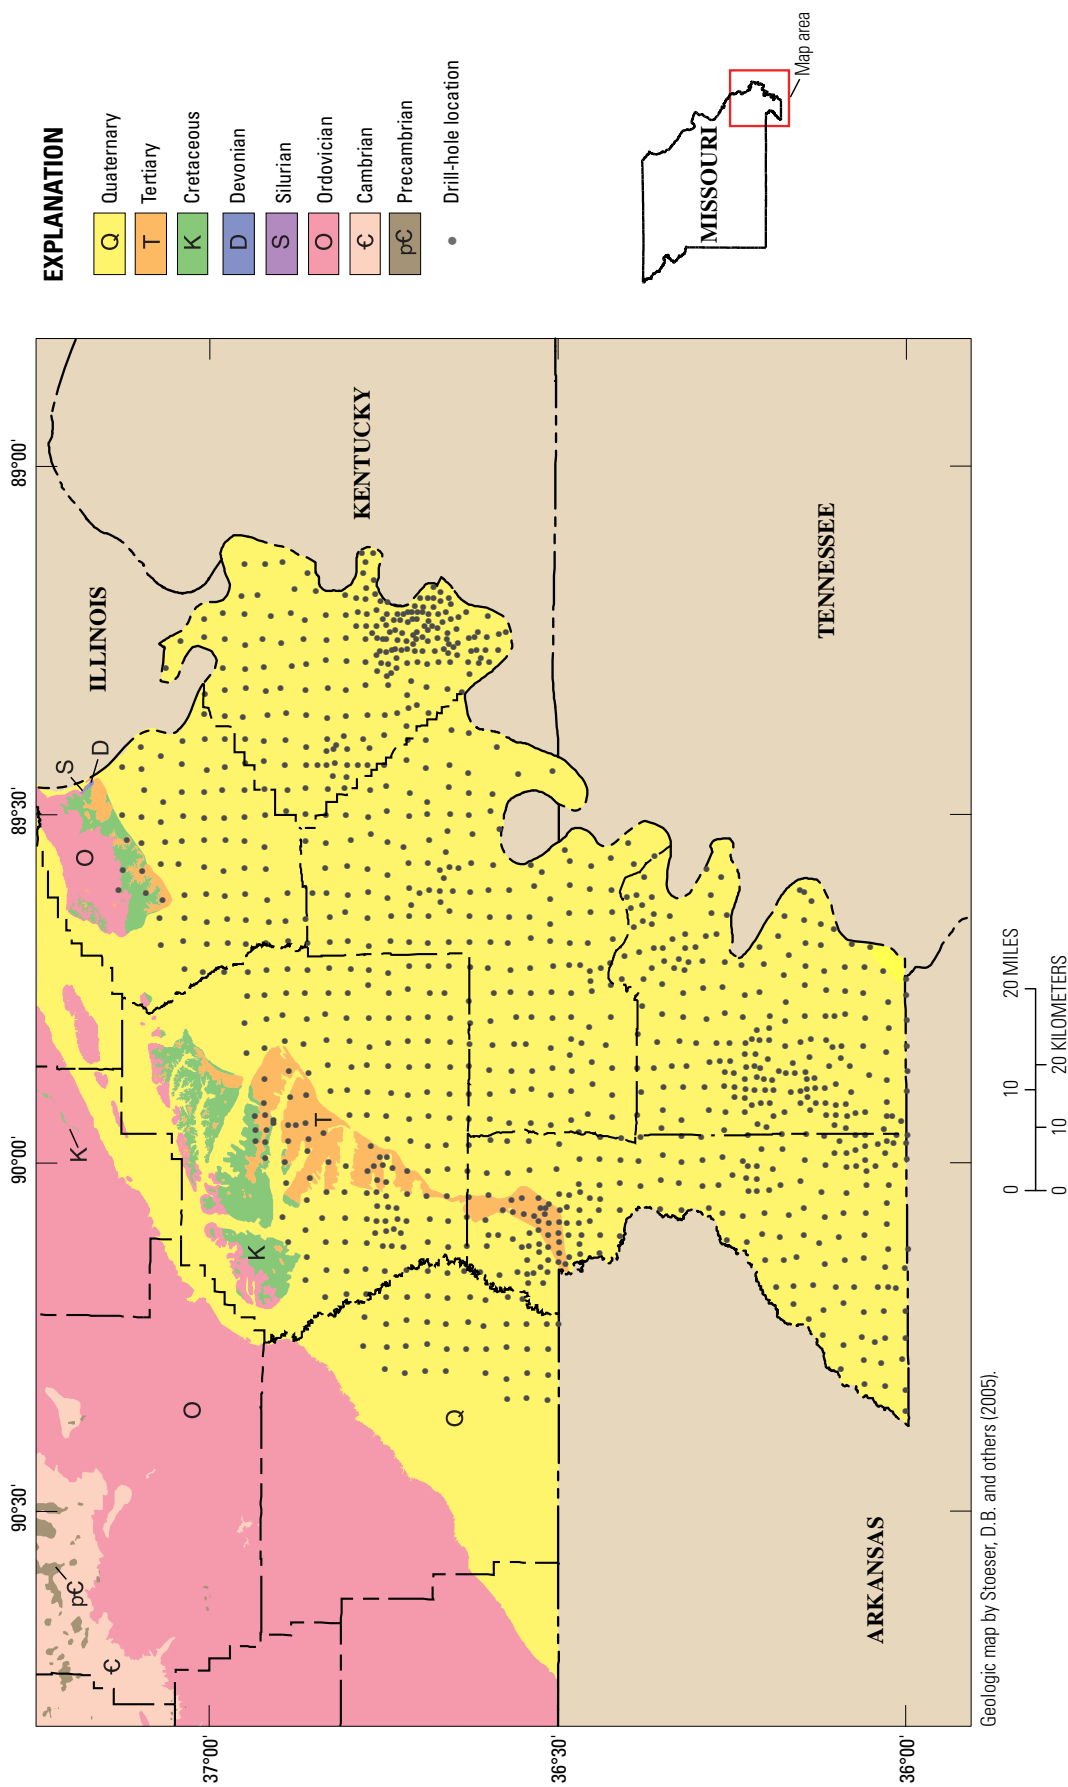 90°30'
90°00'
89°30'
89°00'
37°00'
36°30'
36°00'
ILLINOIS
KENTUCKY
TENNESSEE
ARKANSAS
pЄ
Є
O
K
K
O
S
D
T
Q
EXPLANATION
Q Quaternary
T Tertiary
K Cretaceous
D Devonian
S Silurian
O Ordovician
Є Cambrian
pЄ Precambrian
Drill-hole location
MISSOURI
Map area
Geologic map by Stoeser, D.B. and others (2005).
0 10 20 MILES
0 10 20 KILOMETERS